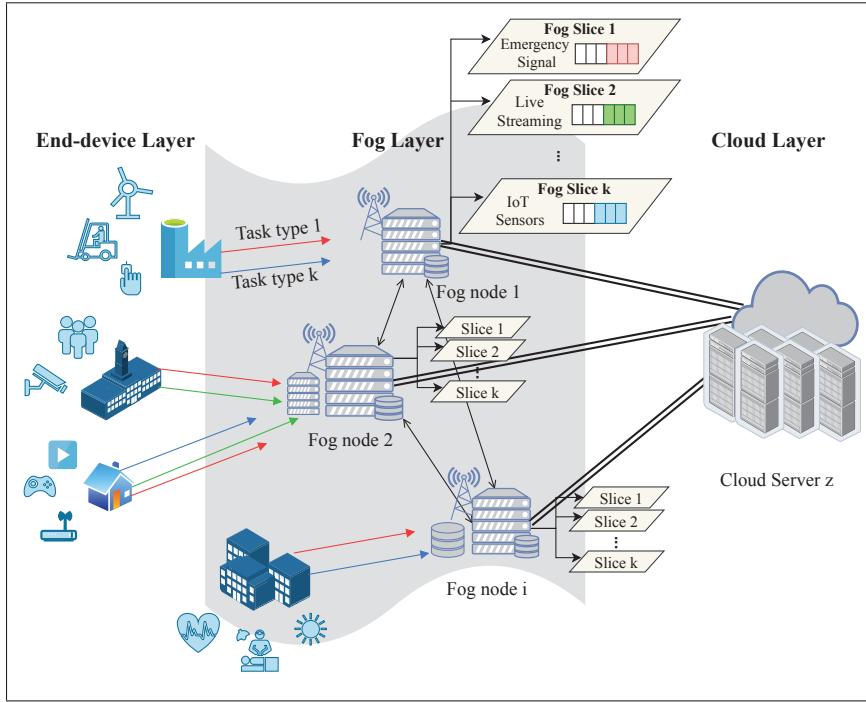 Fog Slice 1
Emergency
Signal
Fog Slice 2
Live
Streaming
...
End-device Layer
Fog Layer
Cloud Layer
Fog Slice k
IoT
Sensors
Task type 1
Task type k
Fog node 1
Slice 1
Slice 2
...
Slice k
Fog node 2
Cloud Server z
Slice 1
Slice 2
...
Slice k
Fog node i